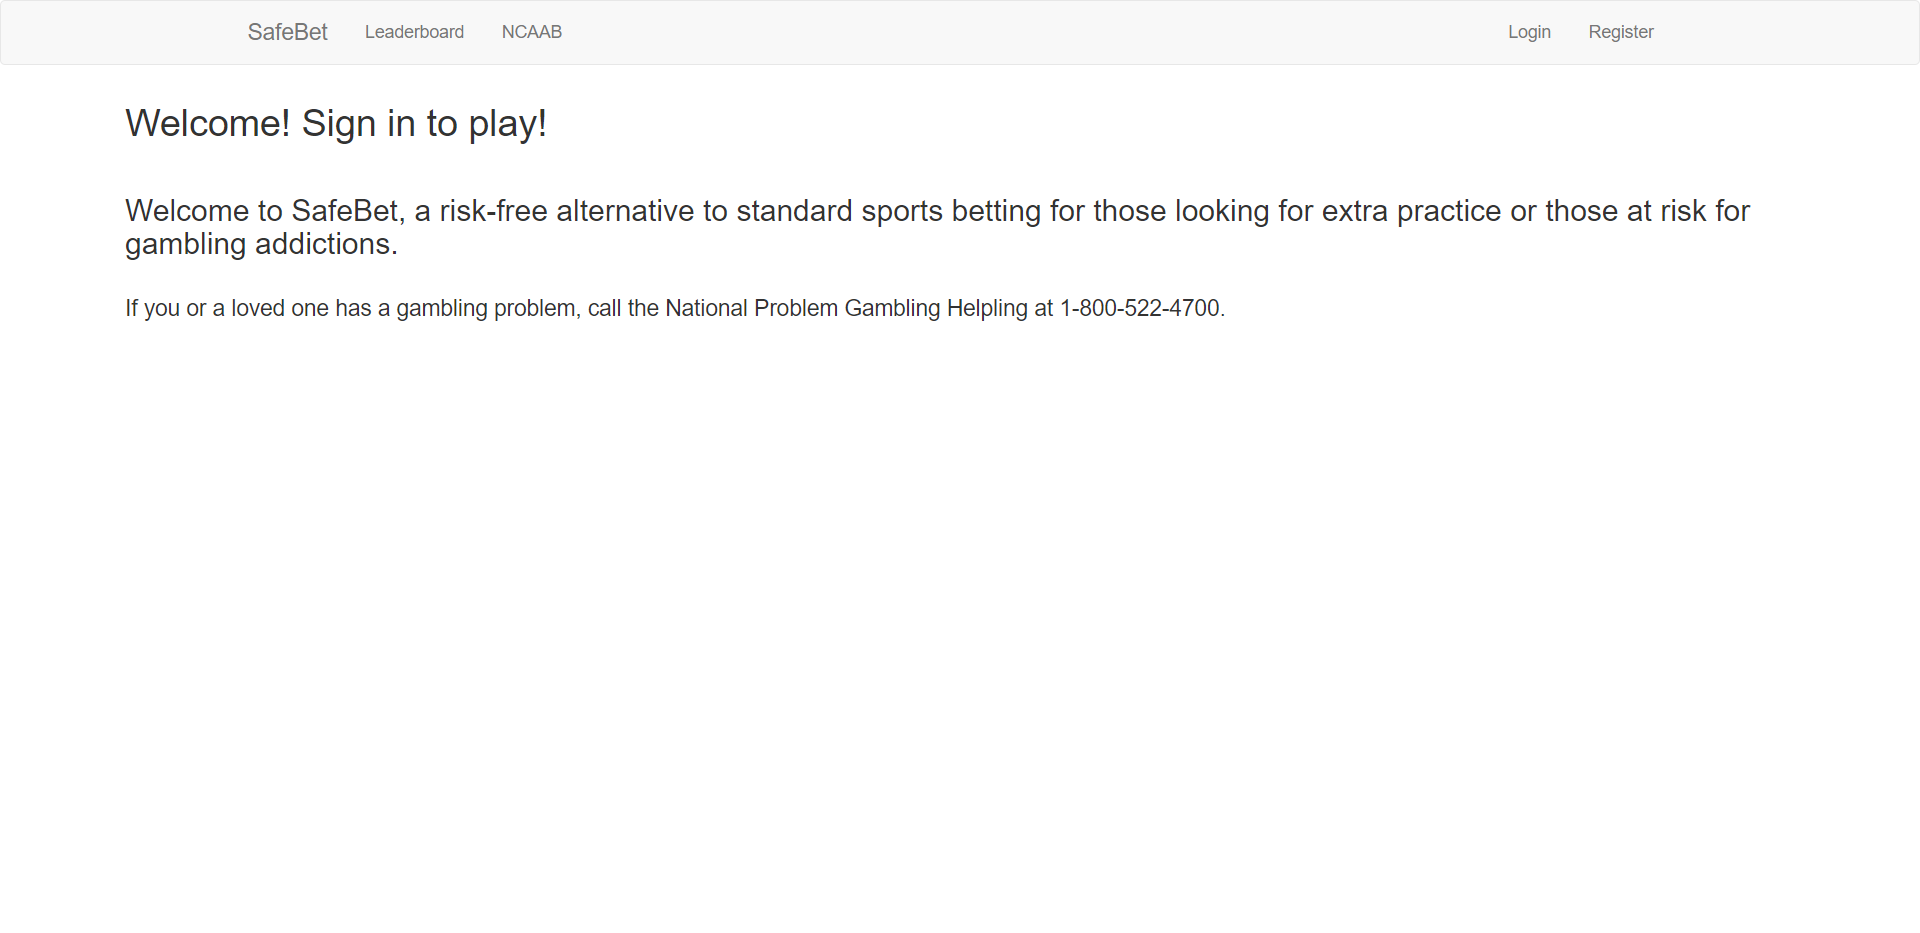 SafeBet Leaderboard NCAAB Login Register
Welcome! Sign in to play!
Welcome to SafeBet, a risk-free alternative to standard sports betting for those looking for extra practice or those at risk for
gambling addictions.
If you or a loved one has a gambling problem, call the National Problem Gambling Helpling at 1-800-522-4700.